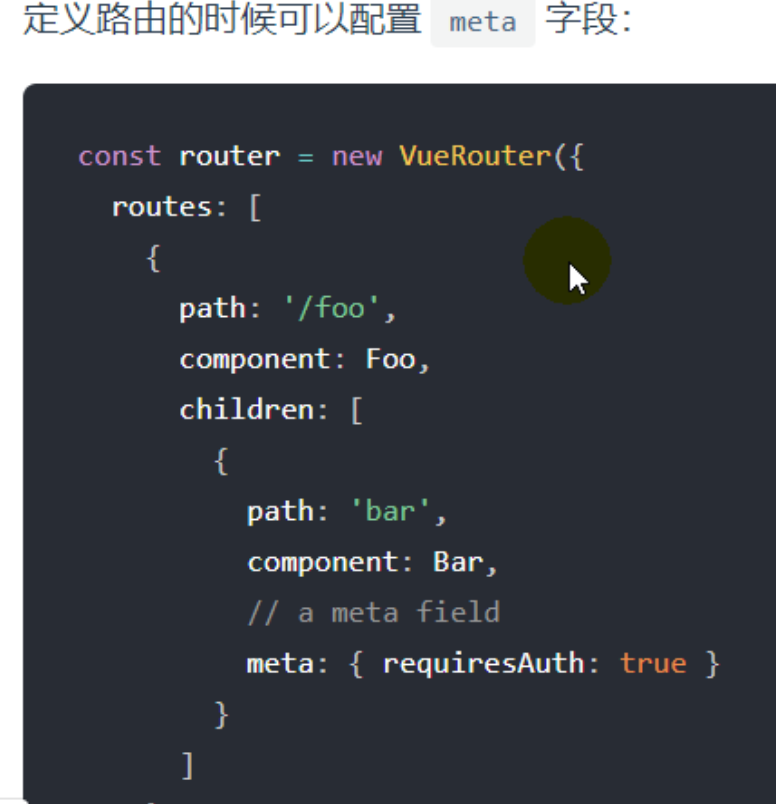 定义路由的时候可以配置 meta 字段：
const router = new VueRouter({
routes: [
{
path: '/foo',
component: Foo,
children: [
{
path: 'bar',
component: Bar,
// a meta field
meta: { requiresAuth: true }
}
]